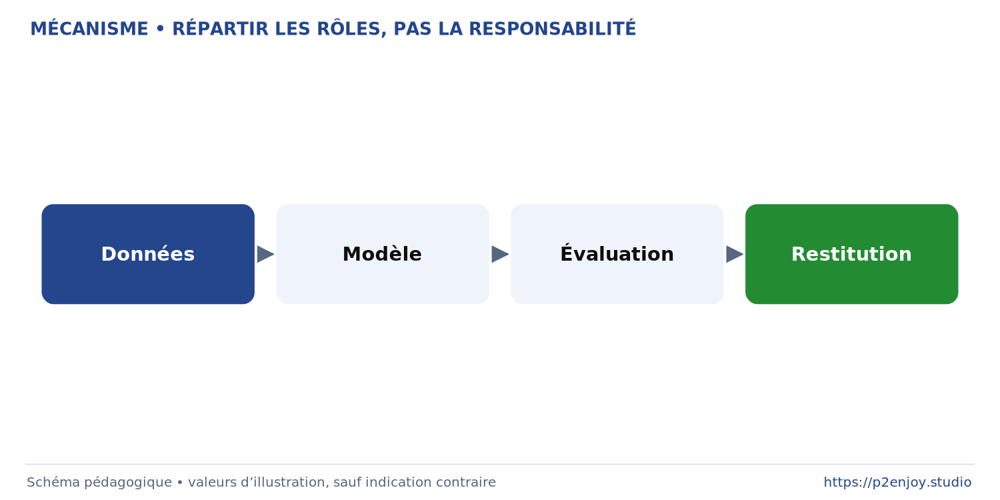 MÉCANISME • RÉPARTIR LES RÔLES, PAS LA RESPONSABILITÉ
Données
Modèle
Évaluation
Restitution
Schéma pédagogique • valeurs d’illustration, sauf indication contraire
https://p2enjoy.studio